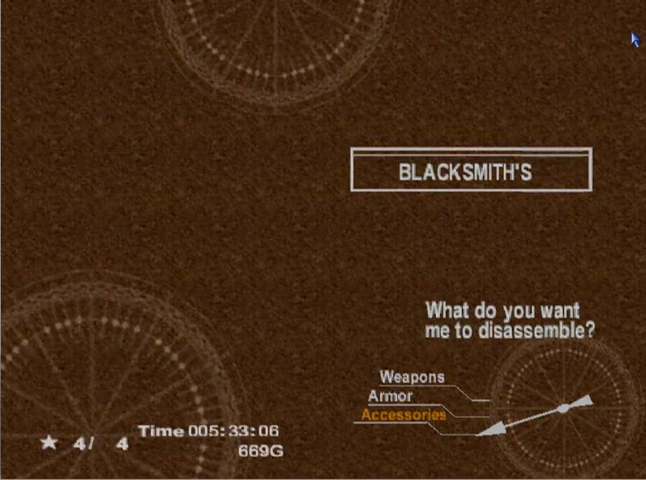 BLACKSMITH'S
What do you want
me to disassemble?
Weapons
Armor
Accessories
Time 005:33:06
★ 4/ 4
669G